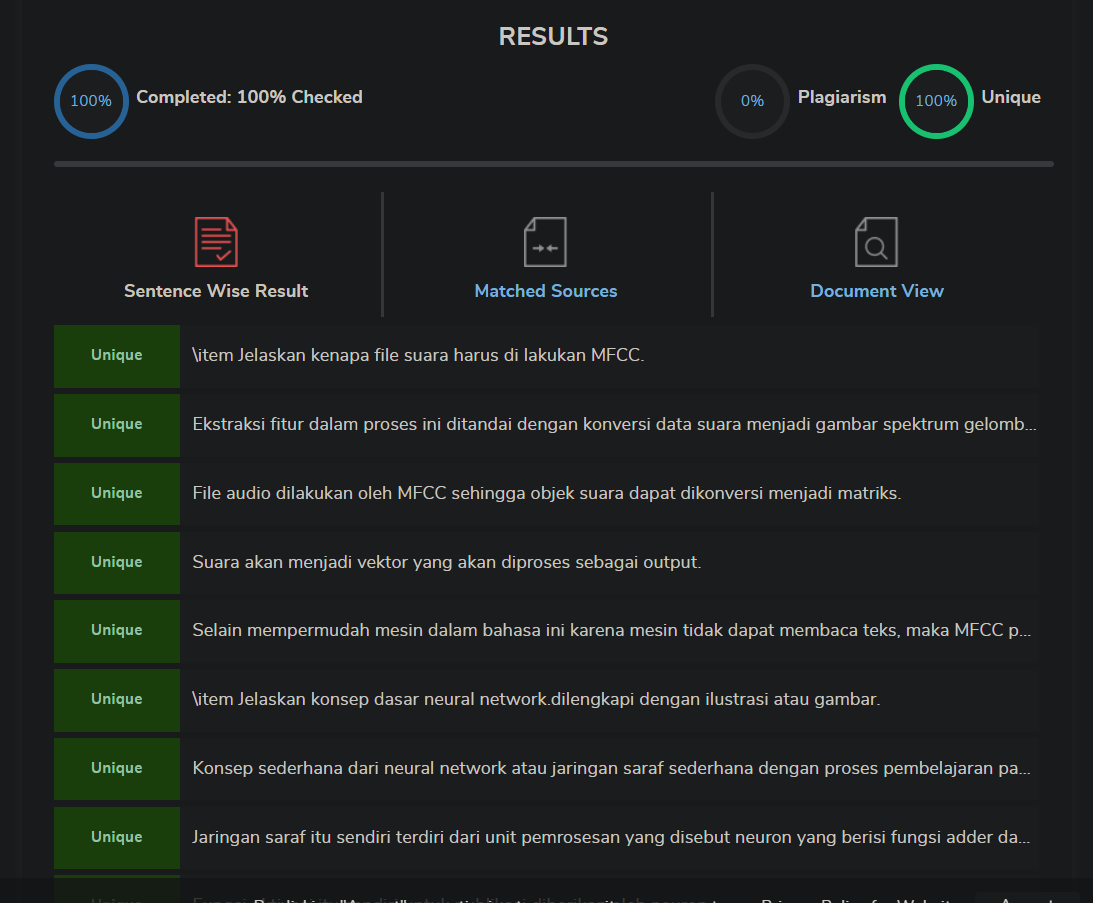 RESULTS
100% Completed: 100% Checked
0% Plagiarism
100% Unique
Sentence Wise Result
Matched Sources
Document View
Unique \item Jelaskan kenapa file suara harus di lakukan MFCC.
Unique Ekstraksi fitur dalam proses ini ditandai dengan konversi data suara menjadi gambar spektrum gelomb...
Unique File audio dilakukan oleh MFCC sehingga objek suara dapat dikonversi menjadi matriks.
Unique Suara akan menjadi vektor yang akan diproses sebagai output.
Unique Selain mempermudah mesin dalam bahasa ini karena mesin tidak dapat membaca teks, maka MFCC p...
Unique \item Jelaskan konsep dasar neural network.dilengkapi dengan ilustrasi atau gambar.
Unique Konsep sederhana dari neural network atau jaringan saraf sederhana dengan proses pembelajaran pa...
Unique Jaringan saraf itu sendiri terdiri dari unit pemrosesan yang disebut neuron yang berisi fungsi adder da...